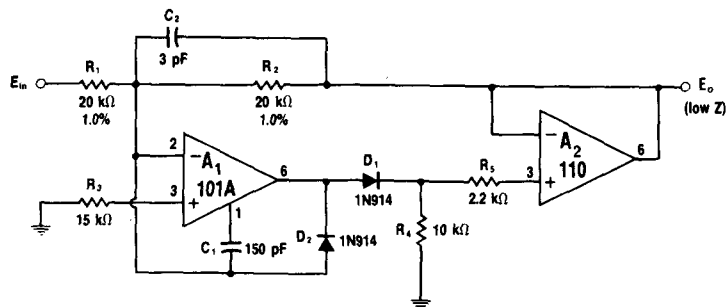 C₂
3 pF
E_in
R₁
20 kΩ
1.0%
R₂
20 kΩ
1.0%
E_o
(low Z)
2
−
A₁
101A
6
3
+
1
R₃
15 kΩ
C₁
150 pF
D₂
1N914
D₁
1N914
R₅
2.2 kΩ
R₄
10 kΩ
−
A₂
110
6
3
+